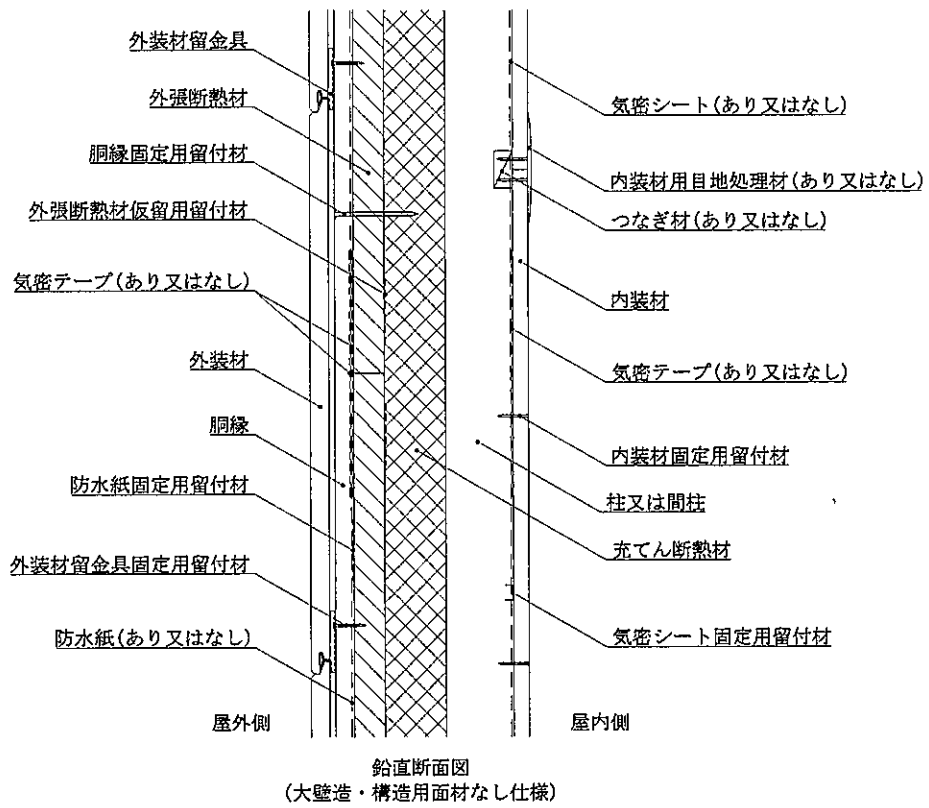 外装材留金具
外張断熱材
胴縁固定用留付材
外張断熱材仮留用留付材
気密テープ(あり又はなし)
外装材
胴縁
防水紙固定用留付材
外装材留金具固定用留付材
防水紙(あり又はなし)
屋外側
気密シート(あり又はなし)
内装材用目地処理材(あり又はなし)
つなぎ材(あり又はなし)
内装材
気密テープ(あり又はなし)
内装材固定用留付材
柱又は間柱
充てん断熱材
気密シート固定用留付材
屋内側
鉛直断面図
(大壁造・構造用面材なし仕様)